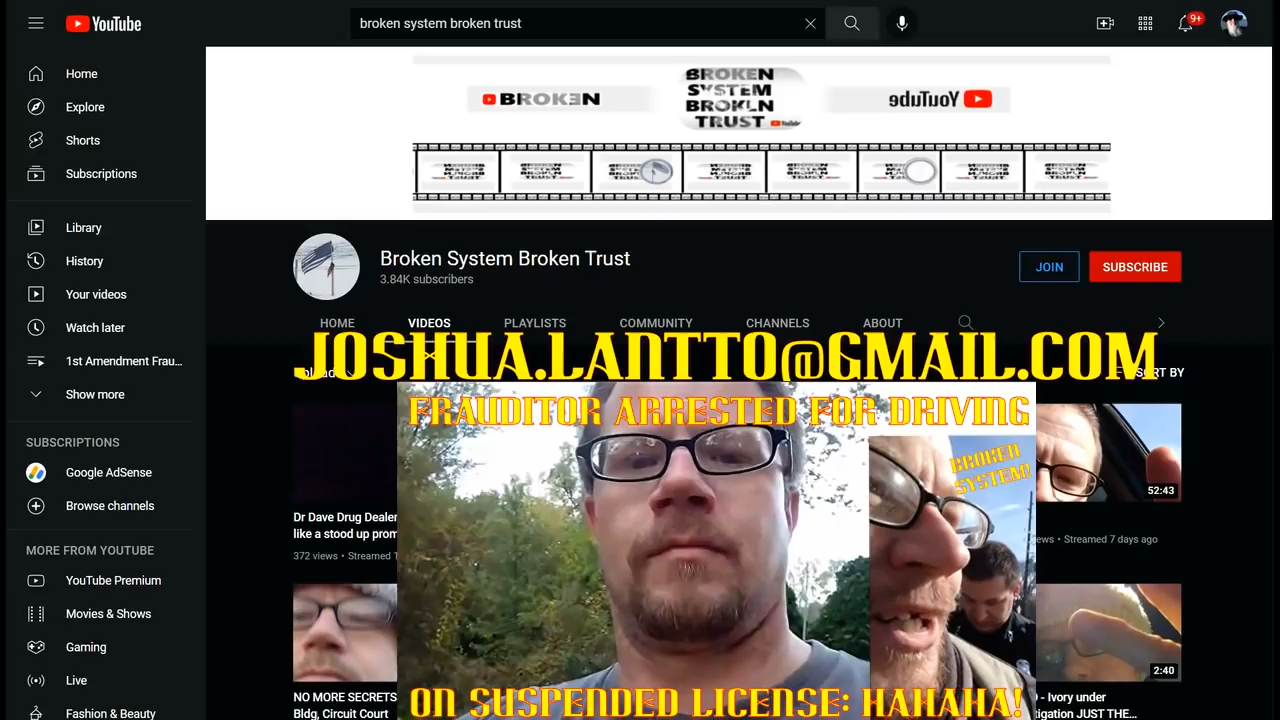 YouTube
broken system broken trust
9+
Home
Explore
Shorts
Subscriptions
Library
History
Your videos
Watch later
1st Amendment Frau...
Show more
SUBSCRIPTIONS
Google AdSense
Browse channels
MORE FROM YOUTUBE
YouTube Premium
Movies & Shows
Gaming
Live
Fashion & Beauty
BROKEN
BROKEN
SYSTEM
BROKEN
TRUST
YouTube
Broken System Broken Trust
3.84K subscribers
JOIN
SUBSCRIBE
HOME
VIDEOS
PLAYLISTS
COMMUNITY
CHANNELS
ABOUT
JOSHUA.LANTTO@GMAIL.COM
SORT BY
FRAUDITOR ARRESTED FOR DRIVING
BROKEN
SYSTEM!
ON SUSPENDED LICENSE: HAHAHA!
52:43
Dr Dave Drug Dealer
like a stood up prom
372 views • Streamed
Streamed 7 days ago
2:40
NO MORE SECRETS
Bldg, Circuit Court
- Ivory under
JUST THE...